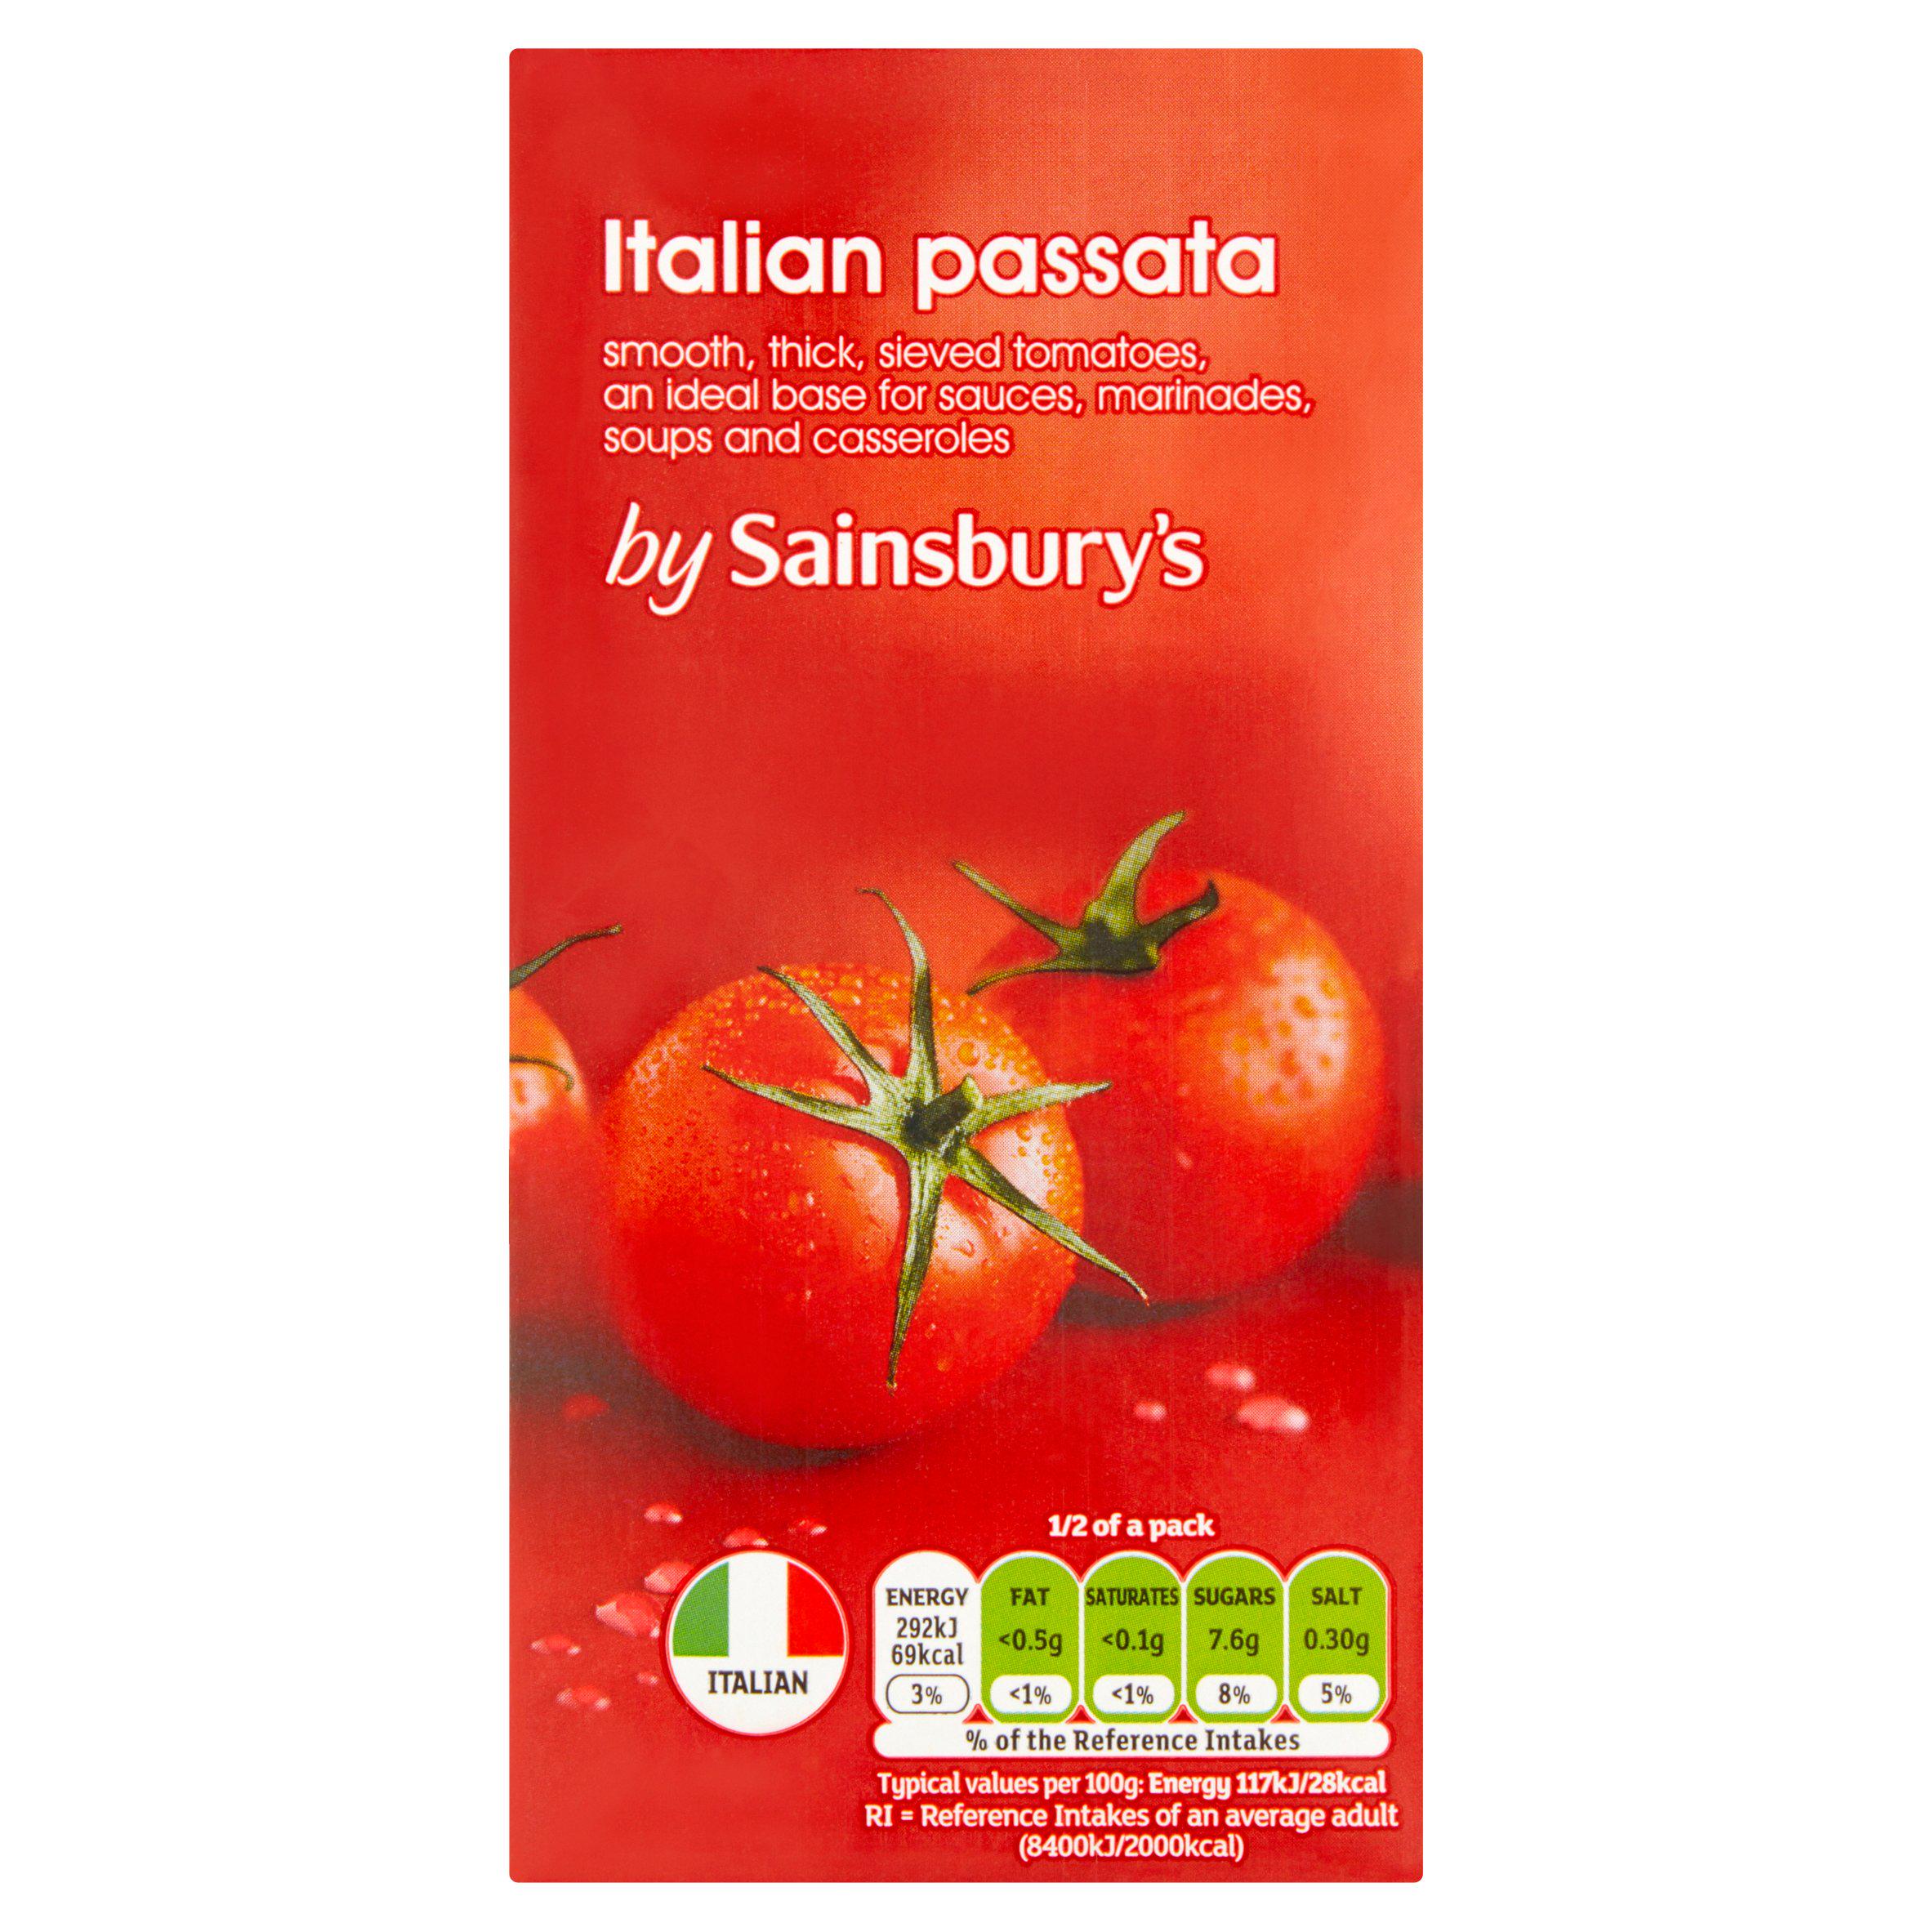 Italian passata
smooth, thick, sieved tomatoes,
an ideal base for sauces, marinades,
soups and casseroles
by Sainsbury's
1/2 of a pack
ITALIAN
ENERGY FAT SATURATES SUGARS SALT
292kJ
69kcal <0.5g <0.1g 7.6g 0.30g
3% <1% <1% 8% 5%
% of the Reference Intakes
Typical values per 100g: Energy 117kJ/28kcal
RI = Reference Intakes of an average adult
(8400kJ/2000kcal)